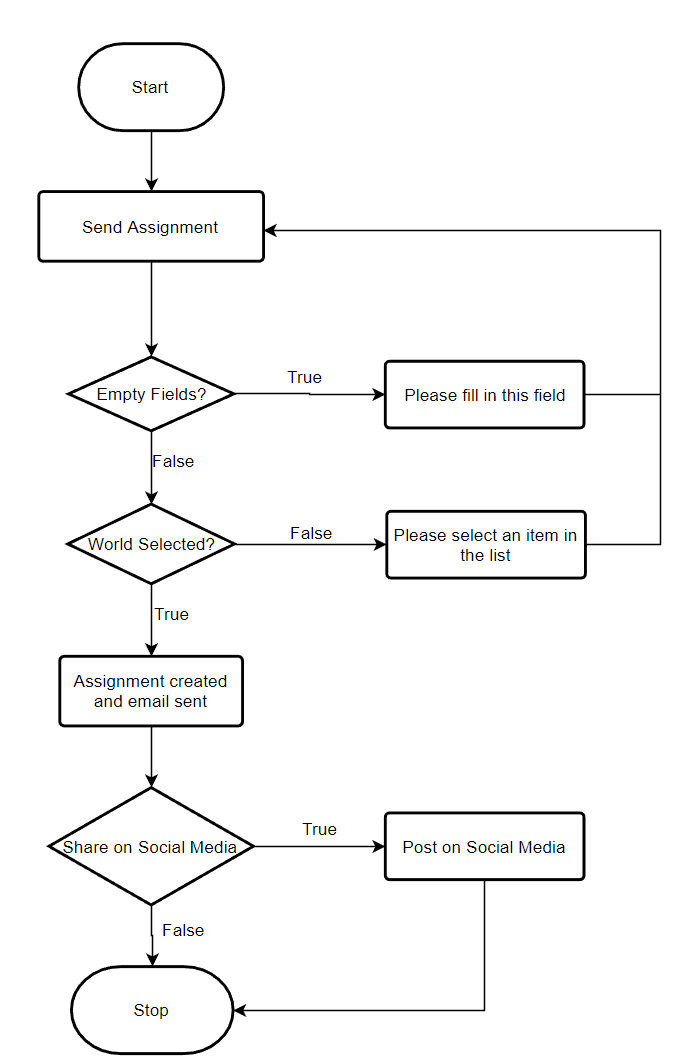 Start
Send Assignment
Empty Fields?
True
Please fill in this field
False
World Selected?
False
Please select an item in
the list
True
Assignment created
and email sent
Share on Social Media
True
Post on Social Media
False
Stop